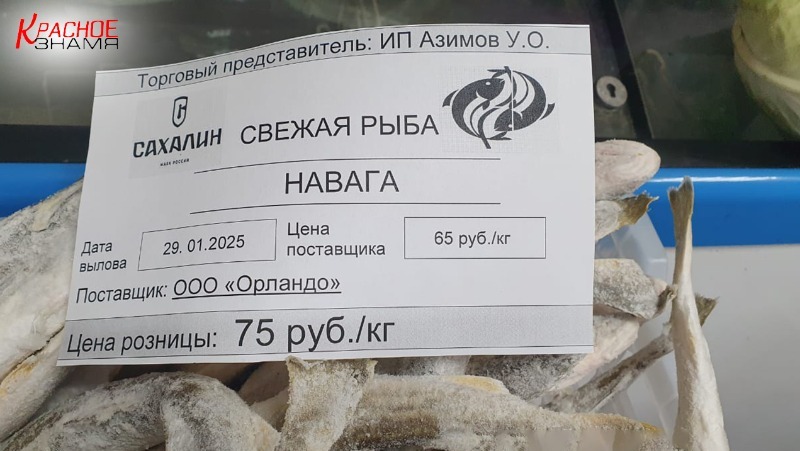 КРАСНОЕ
ЗНАМЯ
Торговый представитель: ИП Азимов У.О.
САХАЛИН
СВЕЖАЯ РЫБА
НАВАГА
Дата вылова
29. 01.2025
Цена поставщика
65 руб./кг
Поставщик: ООО «Орландо»
Цена розницы: 75 руб./кг